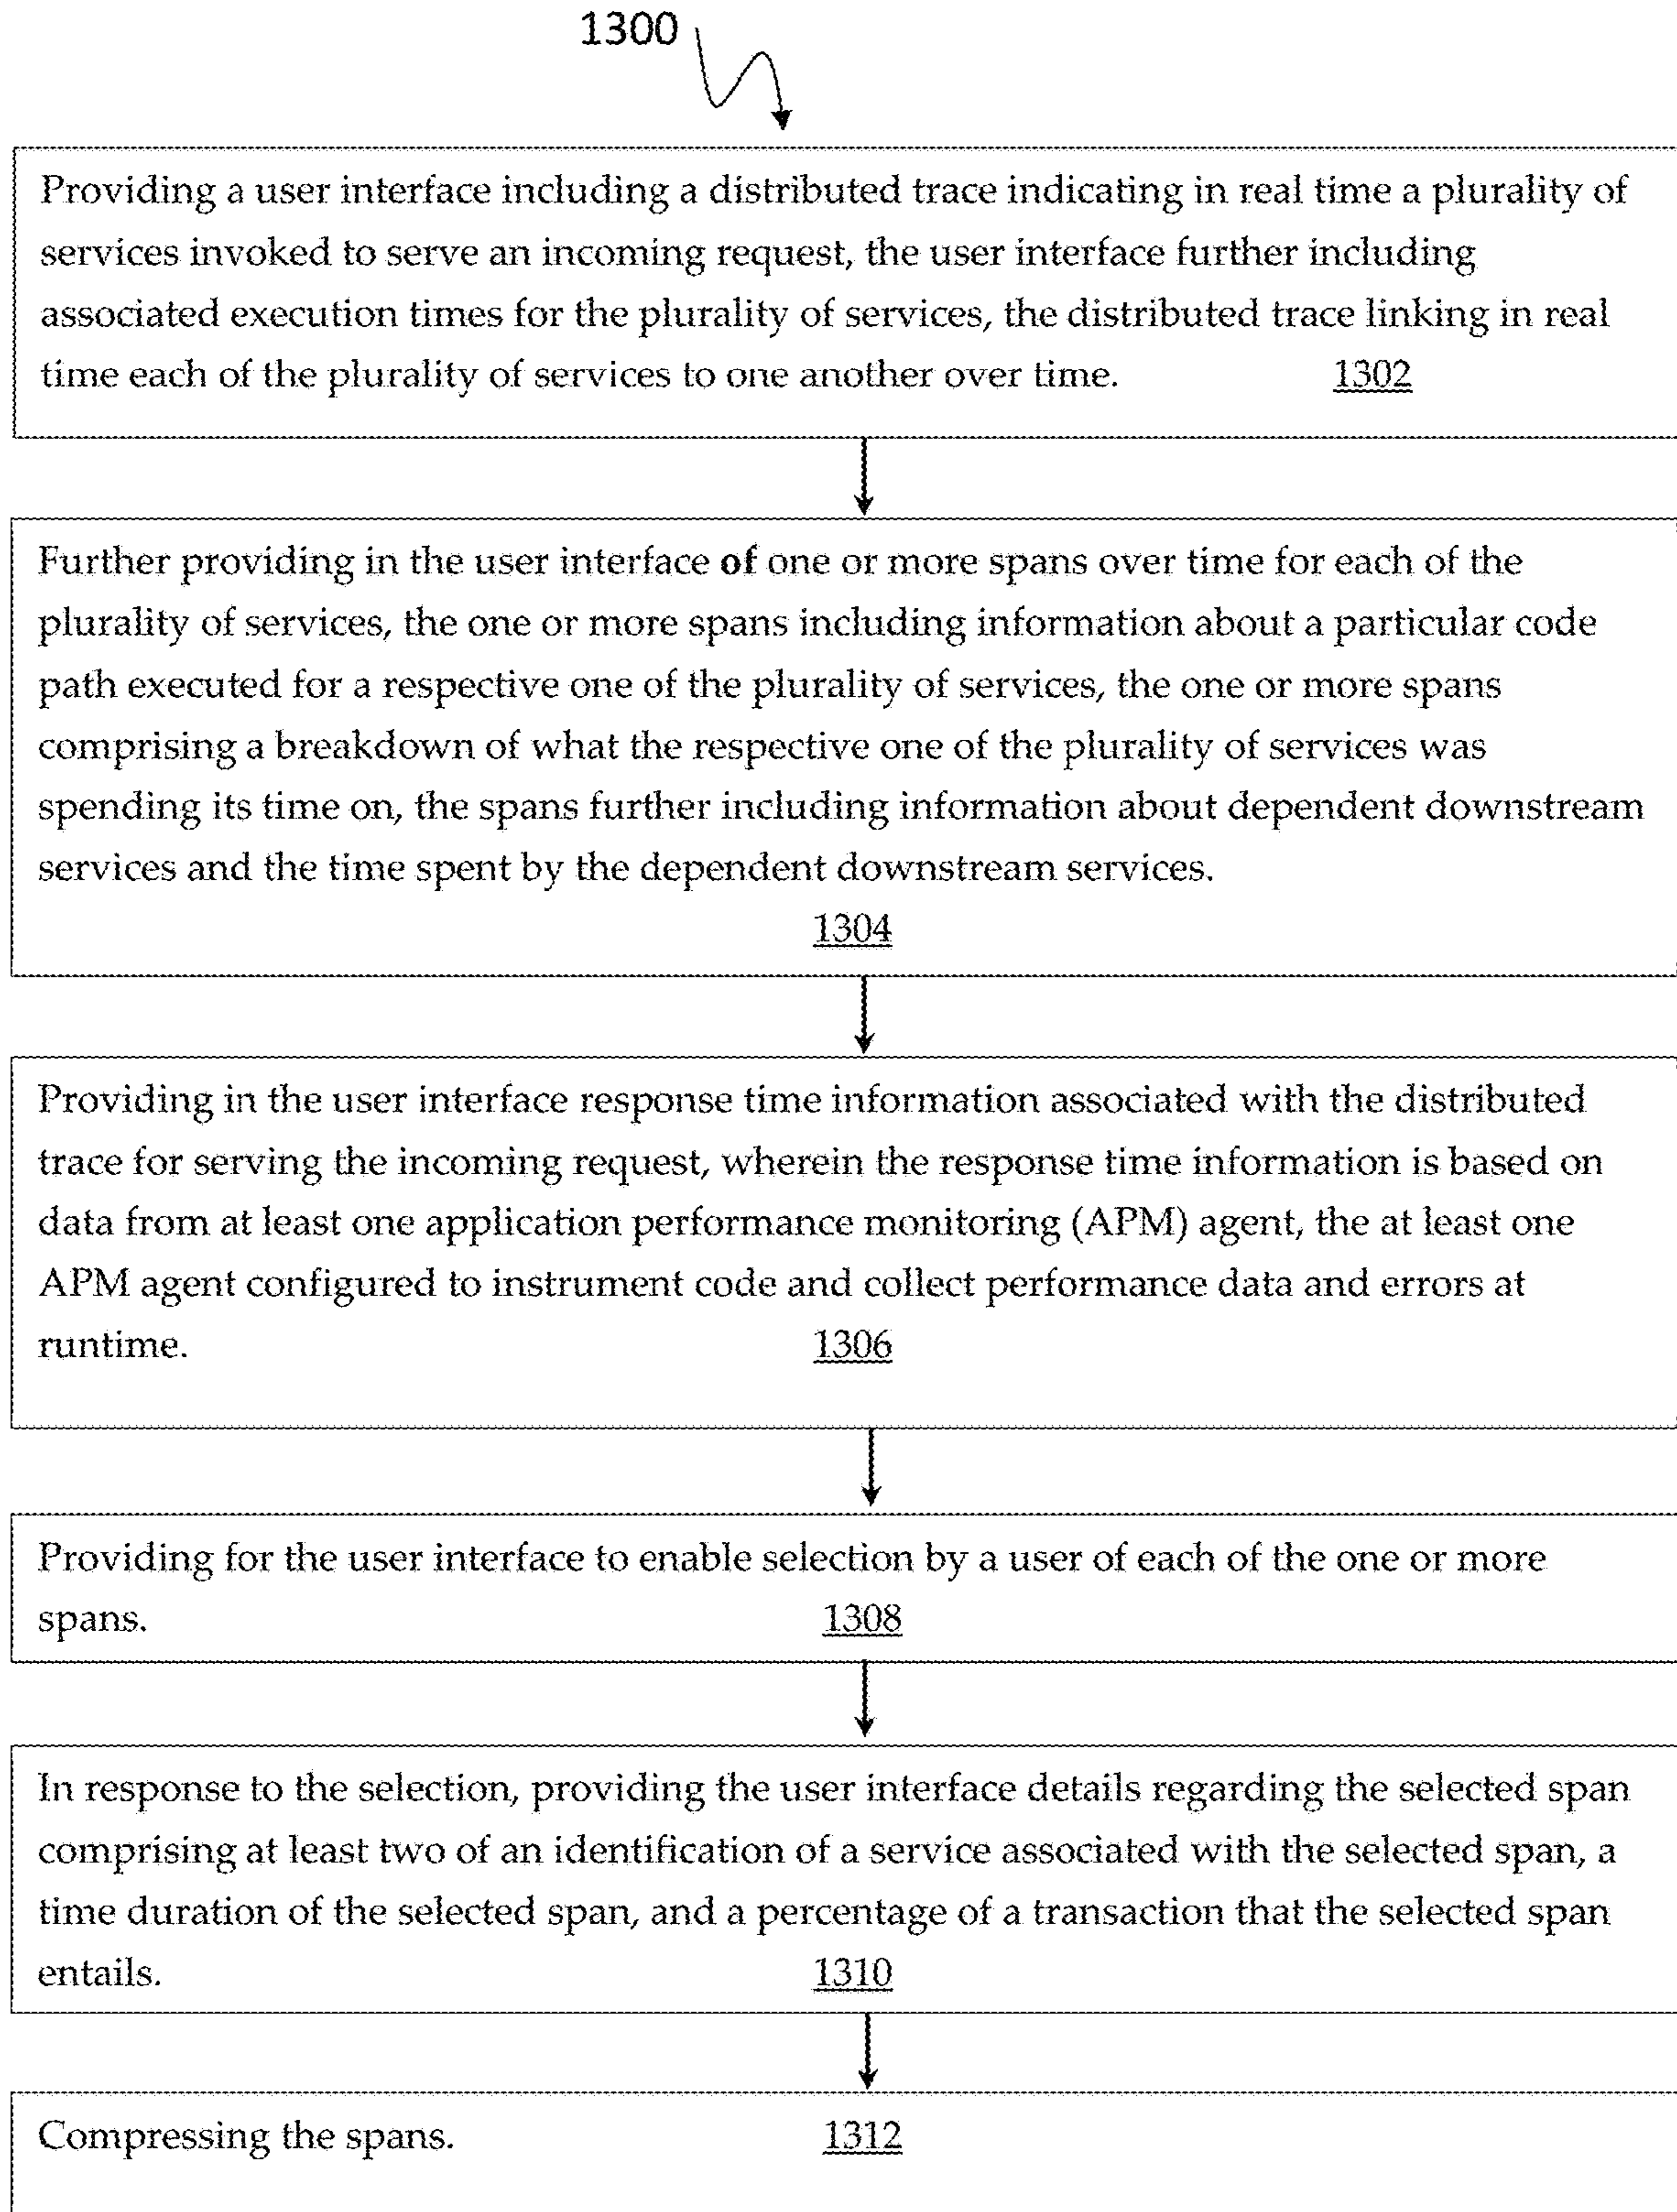 1300
Providing a user interface including a distributed trace indicating in real time a plurality of
services invoked to serve an incoming request, the user interface further including
associated execution times for the plurality of services, the distributed trace linking in real
time each of the plurality of services to one another over time. 1302
Further providing in the user interface of one or more spans over time for each of the
plurality of services, the one or more spans including information about a particular code
path executed for a respective one of the plurality of services, the one or more spans
comprising a breakdown of what the respective one of the plurality of services was
spending its time on, the spans further including information about dependent downstream
services and the time spent by the dependent downstream services.
1304
Providing in the user interface response time information associated with the distributed
trace for serving the incoming request, wherein the response time information is based on
data from at least one application performance monitoring (APM) agent, the at least one
APM agent configured to instrument code and collect performance data and errors at
runtime. 1306
Providing for the user interface to enable selection by a user of each of the one or more
spans. 1308
In response to the selection, providing the user interface details regarding the selected span
comprising at least two of an identification of a service associated with the selected span, a
time duration of the selected span, and a percentage of a transaction that the selected span
entails. 1310
Compressing the spans. 1312